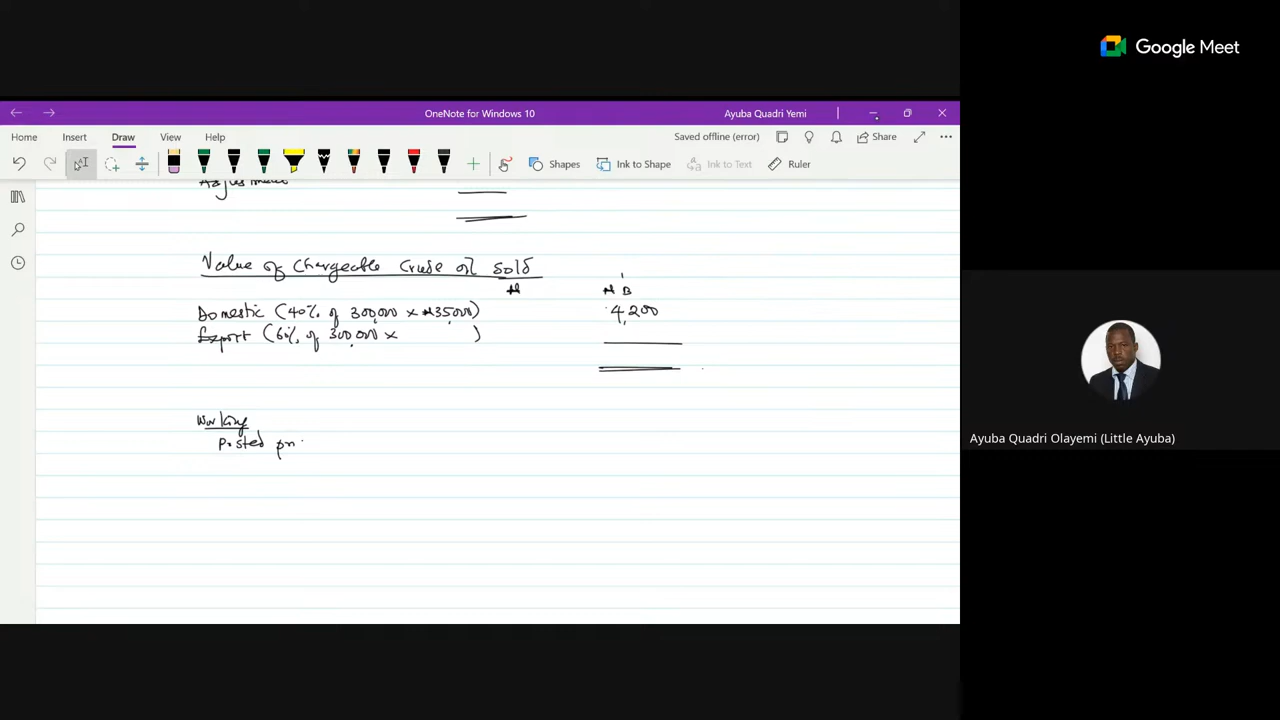 Google Meet
OneNote for Windows 10
Ayuba Quadri Yemi
Home Insert Draw View Help
Saved offline (error)
Share
Shapes
Ink to Shape
Ink to Text
Ruler
Adjustment
Value of Chargeable Crude oil sold
₦
₦ B
Domestic (40% of 300,000 × ₦35,000) 4,200
Export (60% of 300,000 × )
Working
Posted pri
Ayuba Quadri Olayemi (Little Ayuba)